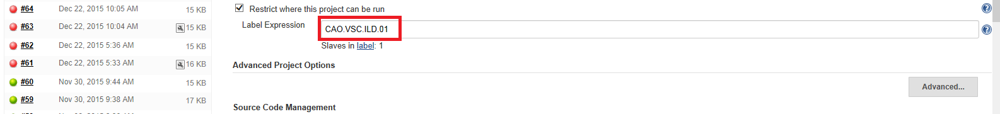 #64 Dec 22, 2015 10:05 AM 15 KB
#63 Dec 22, 2015 10:04 AM 15 KB
#62 Dec 22, 2015 5:36 AM 15 KB
#61 Dec 22, 2015 5:33 AM 16 KB
#60 Nov 30, 2015 9:44 AM 15 KB
#59 Nov 30, 2015 9:38 AM 17 KB
Restrict where this project can be run
Label Expression CAO.VSC.ILD.01
Slaves in label: 1
Advanced Project Options
Advanced...
Source Code Management